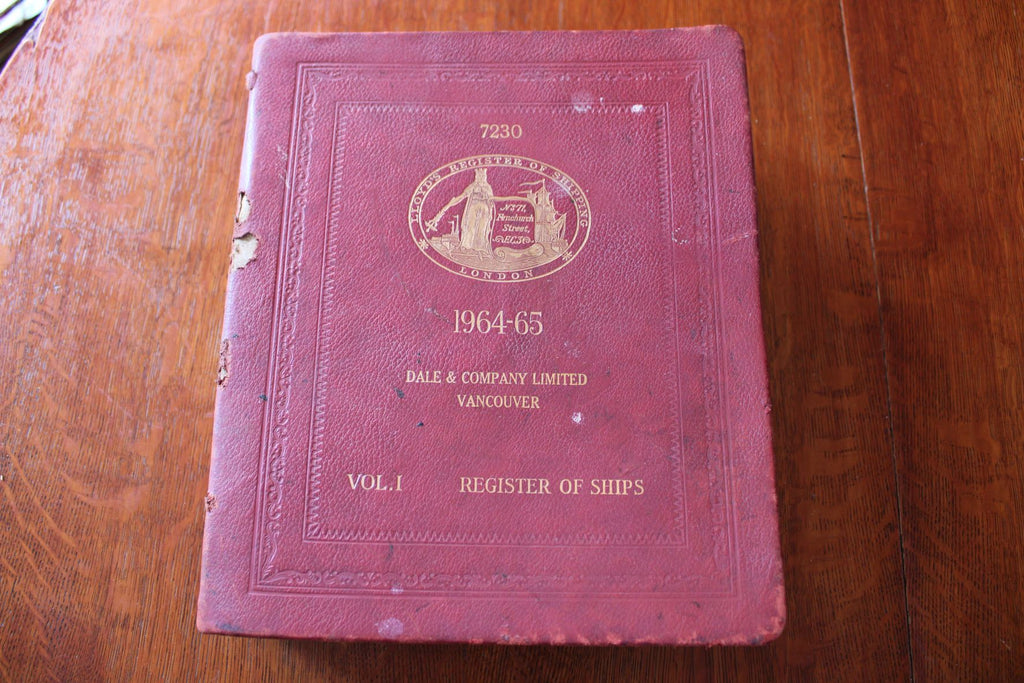 7230
LLOYD'S REGISTER OF SHIPPING
No 71,
Fenchurch
Street,
E.C.3
LONDON
1964-65
DALE & COMPANY LIMITED
VANCOUVER
VOL. I REGISTER OF SHIPS